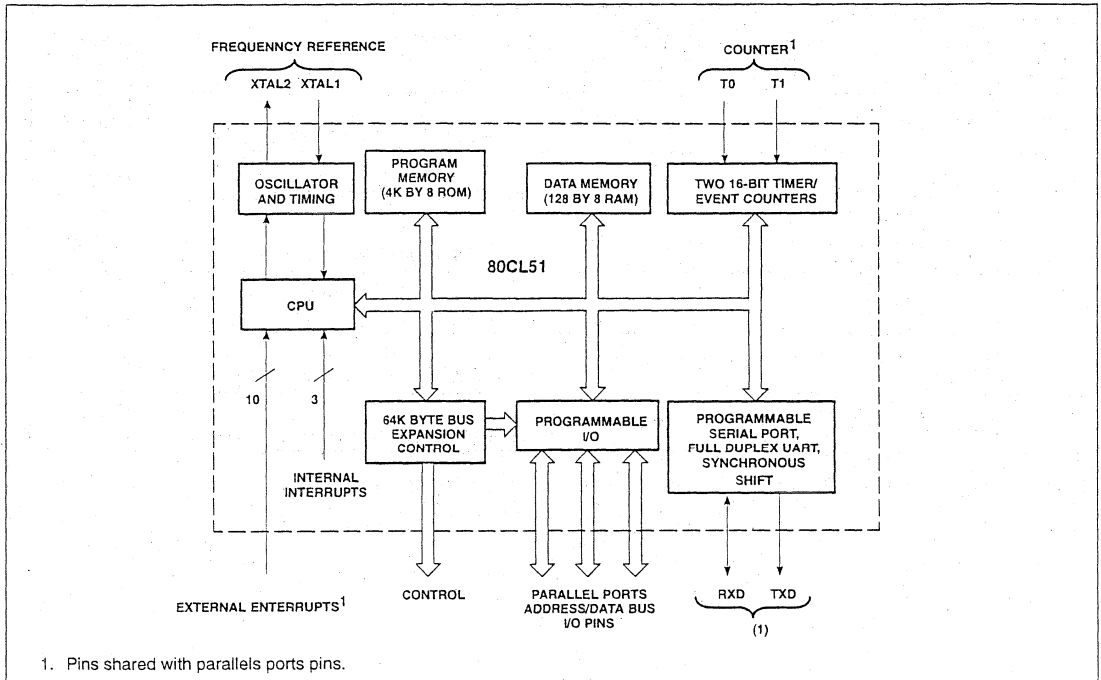 FREQUENNCY REFERENCE
COUNTER1
XTAL2 XTAL1
T0 T1
OSCILLATOR
AND TIMING
PROGRAM
MEMORY
(4K BY 8 ROM)
DATA MEMORY
(128 BY 8 RAM)
TWO 16-BIT TIMER/
EVENT COUNTERS
80CL51
CPU
10
3
INTERNAL
INTERRUPTS
64K BYTE BUS
EXPANSION
CONTROL
PROGRAMMABLE
I/O
PROGRAMMABLE
SERIAL PORT,
FULL DUPLEX UART,
SYNCHRONOUS
SHIFT
EXTERNAL ENTERRUPTS1
CONTROL
PARALLEL PORTS
ADDRESS/DATA BUS
I/O PINS
RXD TXD
(1)
1. Pins shared with parallels ports pins.